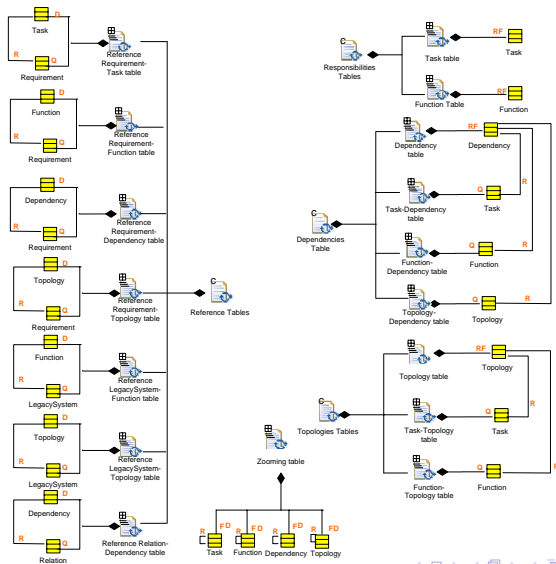 D
Task
R
Q
Requirement
Reference
Requirement-
Task table
D
Function
R
Q
Requirement
Reference
Requirement-
Function table
D
Dependency
R
Q
Requirement
Reference
Requirement-
Dependency table
D
Topology
R
Q
Requirement
Reference
Requirement-
Topology table
D
Function
R
Q
LegacySystem
Reference
LegacySystem-
Function table
D
Topology
R
Q
LegacySystem
Reference
LegacySystem-
Topology table
D
Dependency
R
Q
Relation
Reference Relation-
Dependency table
C
Reference Tables
C
Responsibilities
Tables
Task table
RF
Task
Function Table
RF
Function
C
Dependencies
Table
Dependency
table
RF
Dependency
R
Task-Dependency
table
Q
Task
R
R
Function-
Dependency table
Q
Function
Topology-
Dependency table
Q
Topology
R
C
Topologies Tables
Topology table
RF
Topology
Task-Topology
table
Q
Task
R
Function-
Topology table
Q
Function
R
Zooming table
R
FD
Task
R
FD
Function
R
FD
Dependency
R
FD
Topology